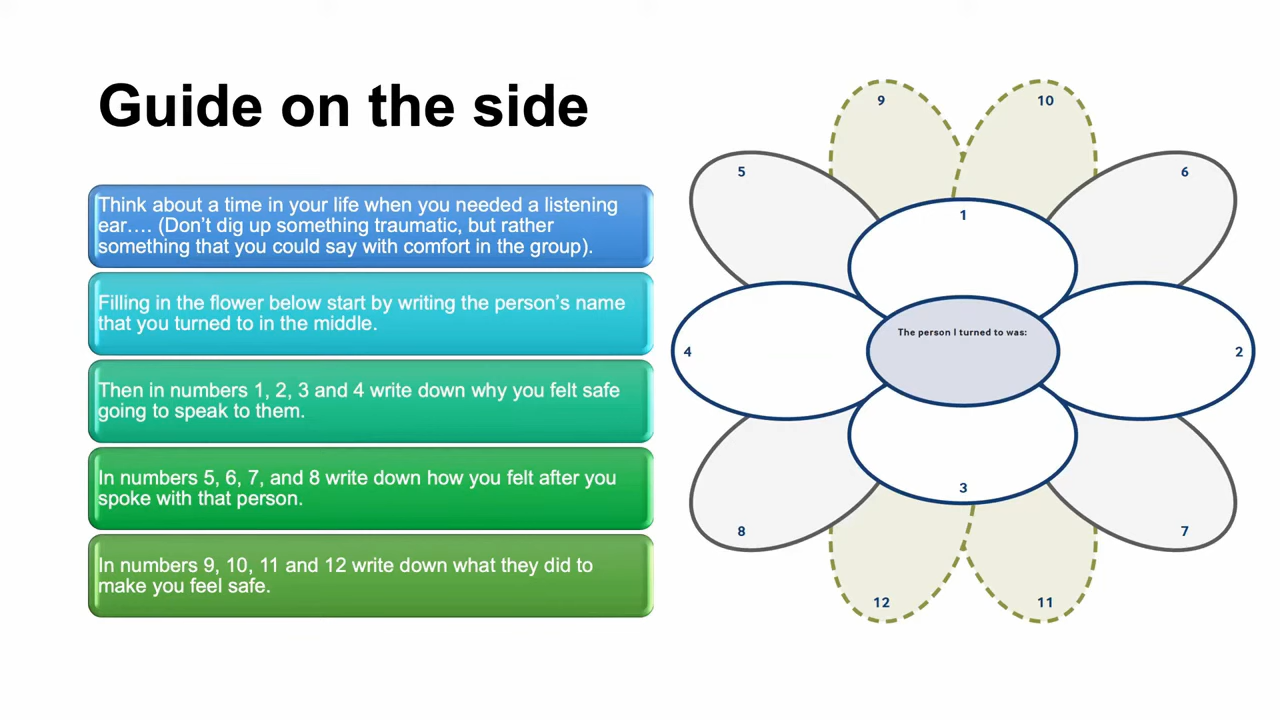 Guide on the side
Think about a time in your life when you needed a listening
ear…. (Don’t dig up something traumatic, but rather
something that you could say with comfort in the group).
Filling in the flower below start by writing the person’s name
that you turned to in the middle.
Then in numbers 1, 2, 3 and 4 write down why you felt safe
going to speak to them.
In numbers 5, 6, 7, and 8 write down how you felt after you
spoke with that person.
In numbers 9, 10, 11 and 12 write down what they did to
make you feel safe.
9
10
5
6
1
The person I turned to was:
4
2
3
8
7
12
11